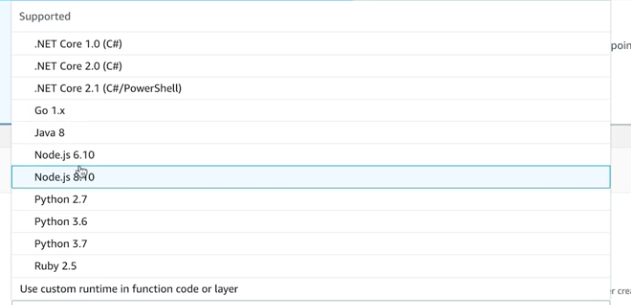 Supported
.NET Core 1.0 (C#)
.NET Core 2.0 (C#)
poin
.NET Core 2.1 (C#/PowerShell)
Go 1.x
Java 8
Node.js 6.10
Node.js 8.10
Python 2.7
Python 3.6
Python 3.7
Ruby 2.5
Use custom runtime in function code or layer
r crea